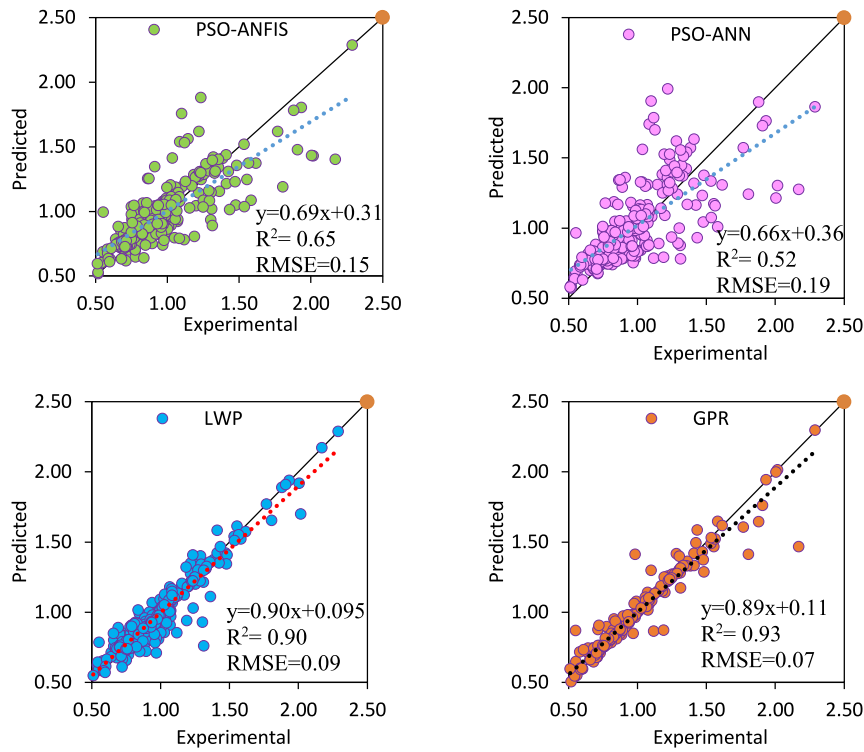 2.50
2.00
1.50
1.00
0.50
Predicted
PSO-ANFIS
y=0.69x+0.31
R²= 0.65
RMSE=0.15
0.50 1.00 1.50 2.00 2.50
Experimental
2.50
2.00
1.50
1.00
0.50
Predicted
PSO-ANN
y=0.66x+0.36
R²= 0.52
RMSE=0.19
0.50 1.00 1.50 2.00 2.50
Experimental
2.50
2.00
1.50
1.00
0.50
Predicted
LWP
y=0.90x+0.095
R²= 0.90
RMSE=0.09
0.50 1.00 1.50 2.00 2.50
Experimental
2.50
2.00
1.50
1.00
0.50
Predicted
GPR
y=0.89x+0.11
R²= 0.93
RMSE=0.07
0.50 1.00 1.50 2.00 2.50
Experimental